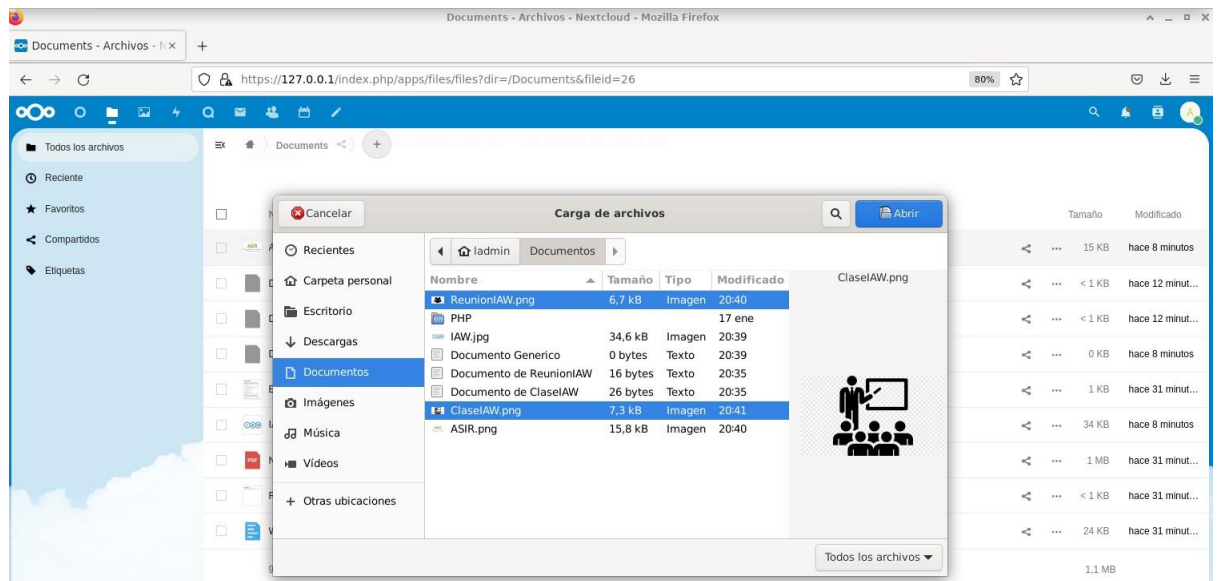 Documents - Archivos - Nextcloud - Mozilla Firefox
Documents - Archivos - N
https://127.0.0.1/index.php/apps/files/files?dir=/Documents&fileid=26
80%
A
Todos los archivos
Documents
Reciente
Favoritos
Compartidos
Etiquetas
Tamaño Modificado
15 KB hace 8 minutos
< 1 KB hace 12 minut...
< 1 KB hace 12 minut...
0 KB hace 8 minutos
1 KB hace 31 minut...
34 KB hace 8 minutos
PDF
1 MB hace 31 minut...
< 1 KB hace 31 minut...
24 KB hace 31 minut...
1,1 MB
Cancelar Carga de archivos Abrir
Recientes
Carpeta personal
Escritorio
Descargas
Documentos
Imágenes
Música
Vídeos
Otras ubicaciones
ladmin Documentos
Nombre Tamaño Tipo Modificado
ReunionIAW.png 6,7 kB Imagen 20:40
PHP 17 ene
IAW.jpg 34,6 kB Imagen 20:39
Documento Generico 0 bytes Texto 20:39
Documento de ReunionIAW 16 bytes Texto 20:35
Documento de ClaseIAW 26 bytes Texto 20:35
ClaseIAW.png 7,3 kB Imagen 20:41
ASIR.png 15,8 kB Imagen 20:40
ClaseIAW.png
Todos los archivos